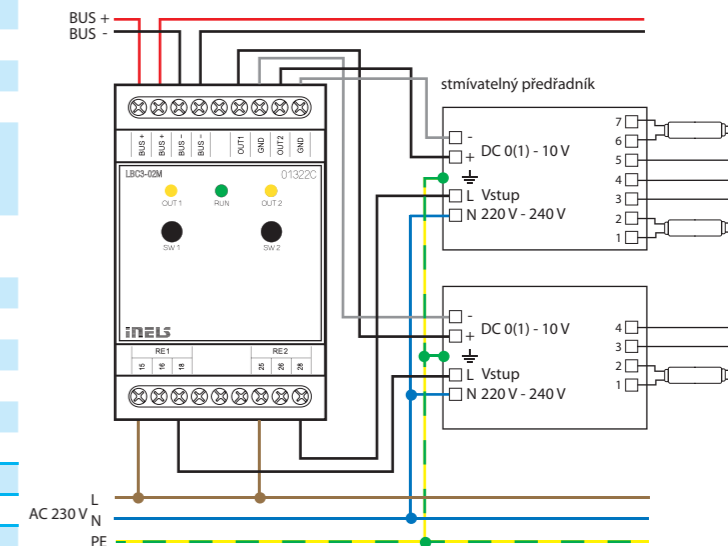 BUS +
BUS -
stmívatelný předřadník
BUS +
BUS +
BUS -
BUS -
OUT1
GND
OUT2
GND
LBC3-02M
01322C
OUT 1
RUN
OUT 2
SW 1
SW 2
iNELS
RE1
RE2
15
16
18
25
26
28
-
+
DC 0(1) - 10 V
L Vstup
N 220 V - 240 V
7
6
5
4
3
2
1
-
+
DC 0(1) - 10 V
L Vstup
N 220 V - 240 V
4
3
2
1
L
AC 230 V
N
PE